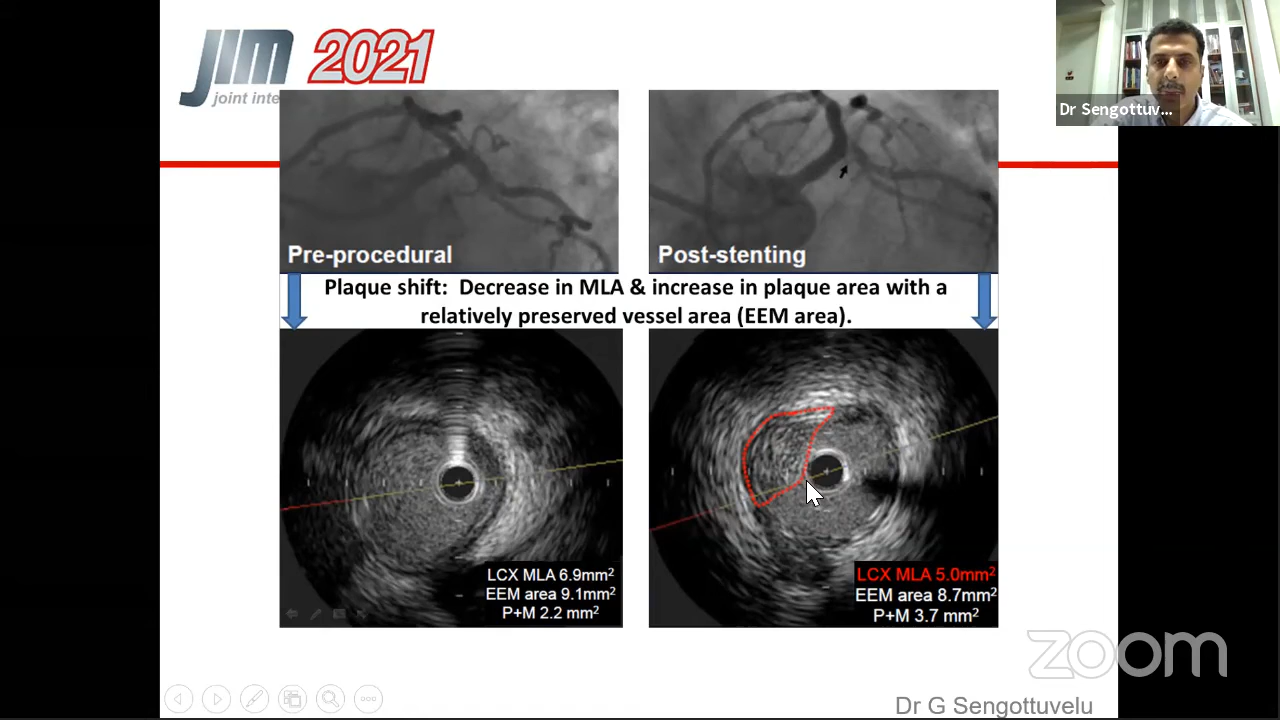 JIM 2021
joint inte
Dr Sengottuv...
Pre-procedural
Post-stenting
Plaque shift: Decrease in MLA & increase in plaque area with a
relatively preserved vessel area (EEM area).
LCX MLA 6.9mm²
EEM area 9.1mm²
P+M 2.2 mm²
LCX MLA 5.0mm²
EEM area 8.7mm²
P+M 3.7 mm²
zoom
Dr G Sengottuvelu